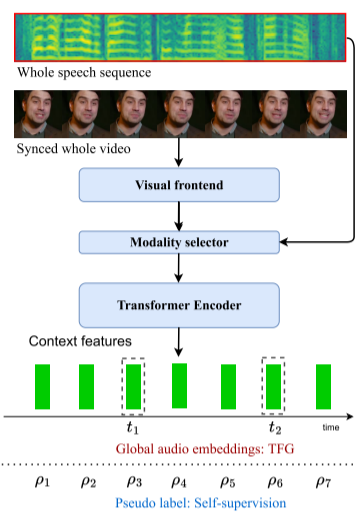 Whole speech sequence
Synced whole video
Visual frontend
Modality selector
Transformer Encoder
Context features
t₁ t₂ time
Global audio embeddings: TFG
ρ₁ ρ₂ ρ₃ ρ₄ ρ₅ ρ₆ ρ₇
Pseudo label: Self-supervision